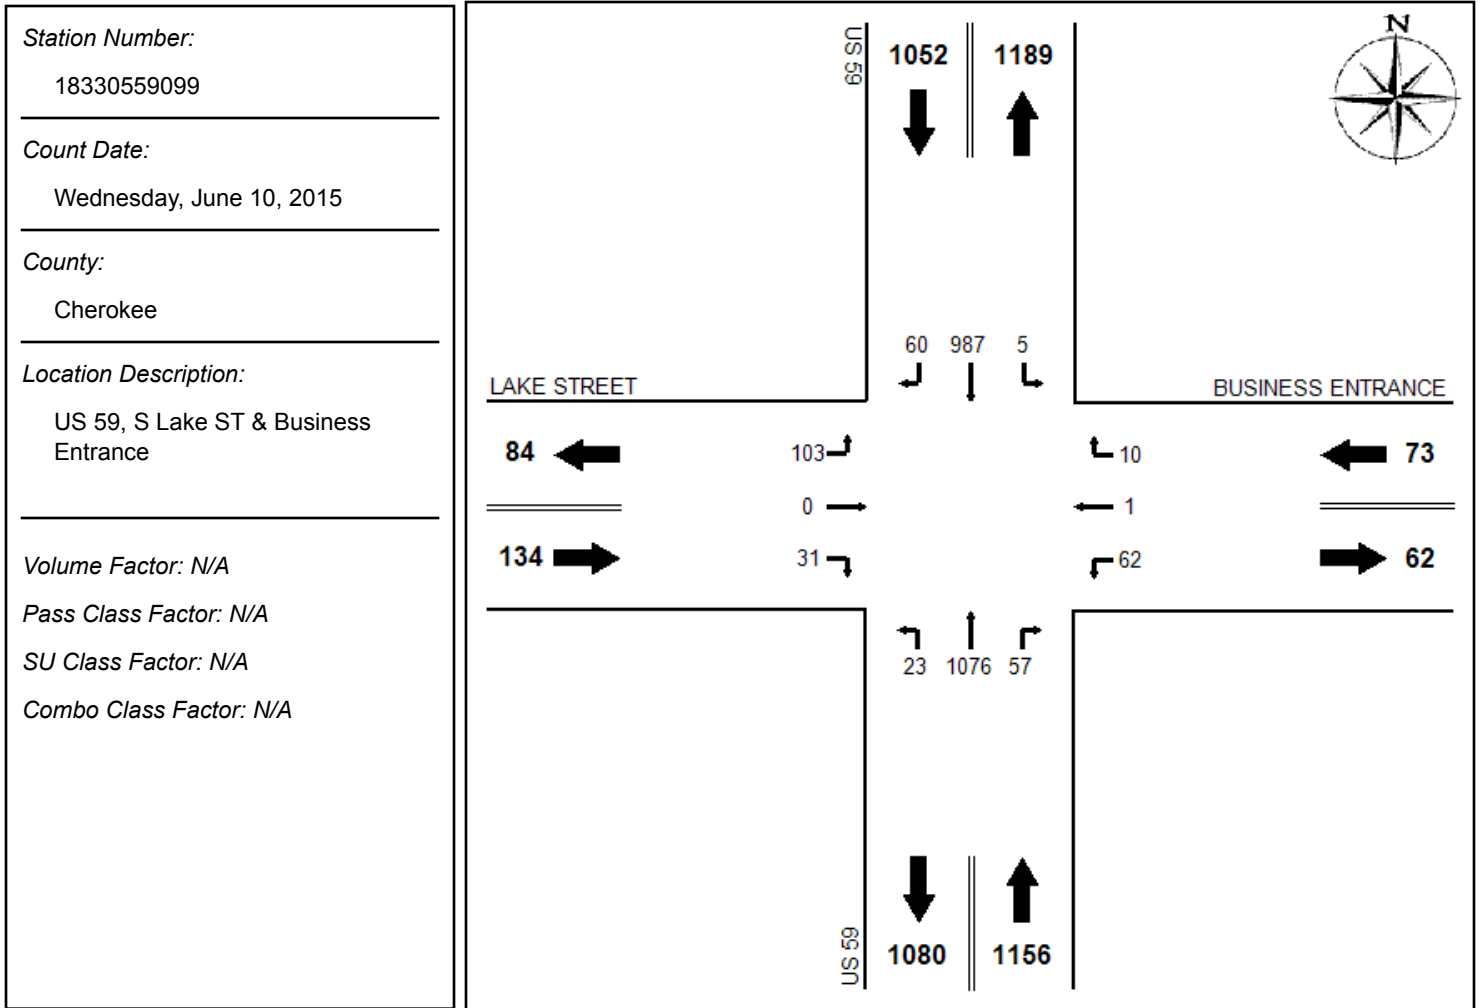 Station Number:
18330559099
Count Date:
Wednesday, June 10, 2015
County:
Cherokee
Location Description:
US 59, S Lake ST & Business
Entrance
Volume Factor: N/A
Pass Class Factor: N/A
SU Class Factor: N/A
Combo Class Factor: N/A
N
US 59
1052 1189
60 987 5
LAKE STREET
BUSINESS ENTRANCE
84 103 10 73
0 1
134 31 62 62
23 1076 57
US 59
1080 1156